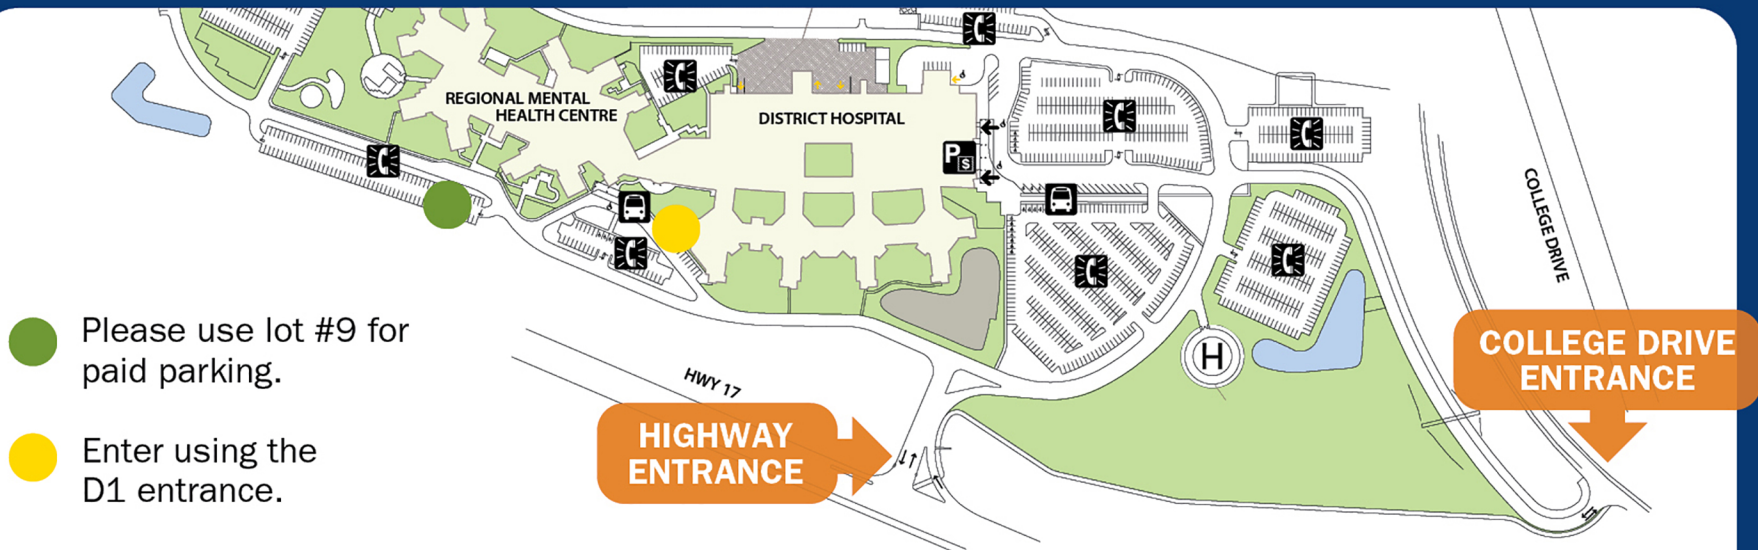 REGIONAL MENTAL
HEALTH CENTRE
DISTRICT HOSPITAL
P
$
COLLEGE DRIVE
H
HWY 17
Please use lot #9 for
paid parking.
Enter using the
D1 entrance.
HIGHWAY
ENTRANCE
COLLEGE DRIVE
ENTRANCE